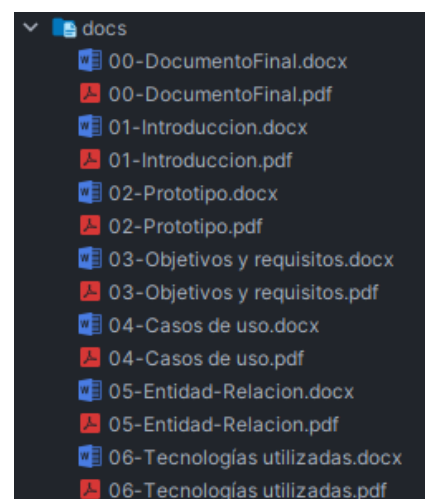 docs
00-DocumentoFinal.docx
00-DocumentoFinal.pdf
01-Introduccion.docx
01-Introduccion.pdf
02-Prototipo.docx
02-Prototipo.pdf
03-Objetivos y requisitos.docx
03-Objetivos y requisitos.pdf
04-Casos de uso.docx
04-Casos de uso.pdf
05-Entidad-Relacion.docx
05-Entidad-Relacion.pdf
06-Tecnologías utilizadas.docx
06-Tecnologías utilizadas.pdf